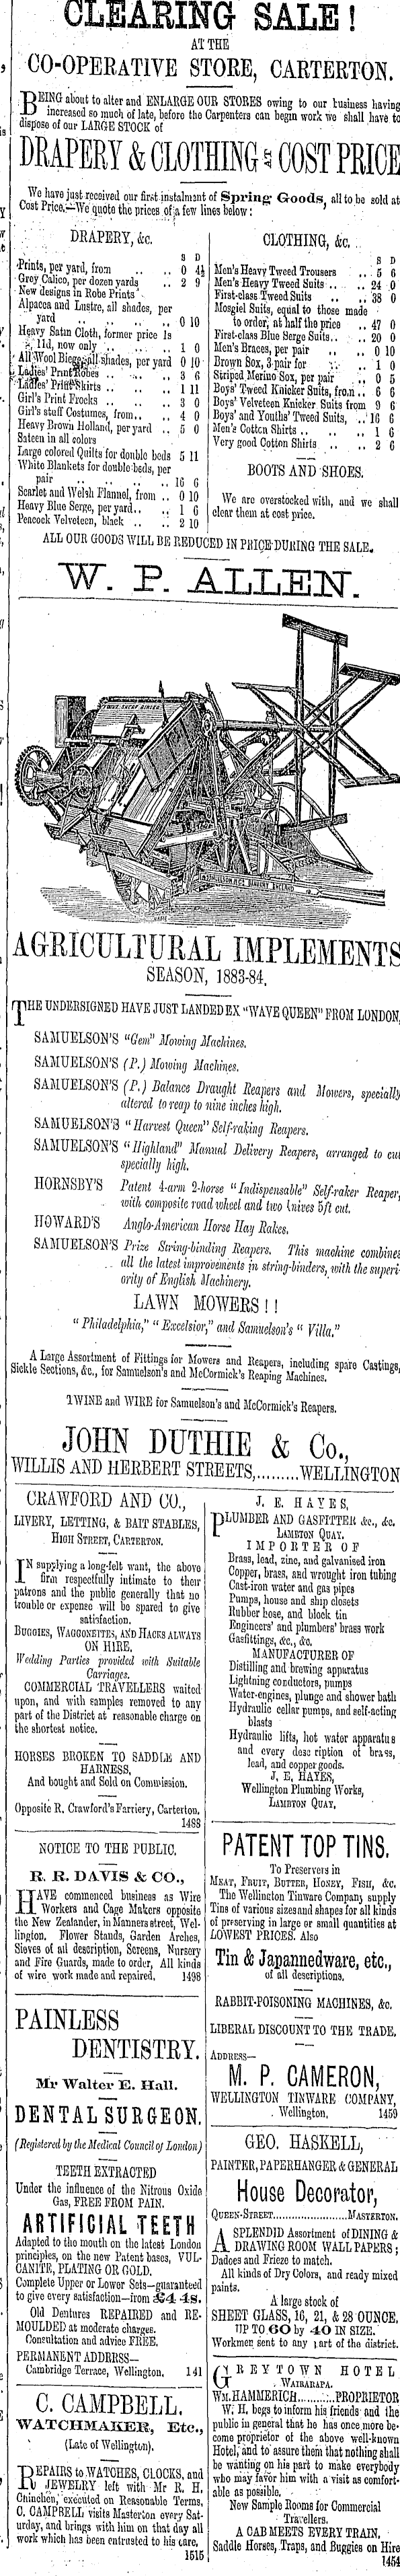 CLEARING SALE!
AT THE
CO-OPERATIVE STORE, CARTERTON.
BEING about to alter and ENLARGE OUR STORES owing to our business having
increased so much of late, before the Carpenters can begin work we shall have to
dispose of our LARGE STOCK of
DRAPERY & CLOTHING AT COST PRICE
We have just received our first instalment of Spring Goods, all to be sold at
Cost Price.—We quote the prices of a few lines below:
DRAPERY, &c.
S D
Prints, per yard, from .. .. 0 4½
Grey Calico, per dozen yards .. 2 9
New designs in Robe Prints
Alpacca and Lustre, all shades, per
yard .. .. .. 0 10
Heavy Satin Cloth, former price 1s
11d, now only .. .. 1 0
All Wool Biege, all shades, per yard 0 10
Ladies' Print Robes .. .. 3 6
Ladies' Print Skirts .. .. 1 11
Girl's Print Frocks .. .. 3 0
Girl's stuff Costumes, from.. .. 4 0
Heavy Brown Holland, per yard .. 5 0
Sateen in all colors
Large colored Quilts for double beds 5 11
White Blankets for double beds, per
pair .. .. .. 16 6
Scarlet and Welsh Flannel, from .. 0 10
Heavy Blue Serge, per yard.. .. 1 6
Peacock Velveteen, black .. .. 2 10
CLOTHING, &c.
S D
Men's Heavy Tweed Trousers .. 5 6
Men's Heavy Tweed Suits .. .. 24 0
First-class Tweed Suits .. .. 38 0
Mosgiel Suits, equal to those made
to order, at half the price .. 47 0
First-class Blue Serge Suits.. .. 20 0
Men's Braces, per pair .. .. 0 10
Brown Sox, 3 pair for .. .. 1 0
Striped Merino Sox, per pair .. 0 5
Boys' Tweed Knicker Suits, from.. 6 6
Boys' Velveteen Knicker Suits from 9 6
Boys' and Youths' Tweed Suits, .. 16 6
Men's Cotton Shirts .. .. 1 6
Very good Cotton Shirts .. .. 2 6
BOOTS AND SHOES.
We are overstocked with, and we shall
clear them at cost price.
ALL OUR GOODS WILL BE REDUCED IN PRICE DURING THE SALE.
W. P. ALLEN.
AGRICULTURAL IMPLEMENTS
SEASON, 1883-84.
THE UNDERSIGNED HAVE JUST LANDED EX "WAVE QUEEN" FROM LONDON,
SAMUELSON'S "Gem" Mowing Machines.
SAMUELSON'S (P.) Mowing Machines.
SAMUELSON'S (P.) Balance Draught Reapers and Mowers, specially
altered to reap to nine inches high.
SAMUELSON'S "Harvest Queen" Self-raking Reapers.
SAMUELSON'S "Highland" Manual Delivery Reapers, arranged to cut
specially high.
HORNSBY'S Patent 4-arm 2-horse "Indispensable" Self-raker Reaper,
with composite road wheel and two knives 5ft cut.
HOWARD'S Anglo-American Horse Hay Rakes.
SAMUELSON'S Prize String-binding Reapers. This machine combines
all the latest improvements in string-binders, with the superi-
ority of English Machinery.
LAWN MOWERS!!
"Philadelphia," "Excelsior," and Samuelson's "Villa."
A Large Assortment of Fittings for Mowers and Reapers, including spare Castings,
Sickle Sections, &c., for Samuelson's and McCormick's Reaping Machines.
TWINE and WIRE for Samuelson's and McCormick's Reapers.
JOHN DUTHIE & Co.,
WILLIS AND HERBERT STREETS,.........WELLINGTON
CRAWFORD AND CO.,
LIVERY, LETTING, & BAIT STABLES,
HIGH STREET, CARTERTON.
IN supplying a long-felt want, the above
firm respectfully intimate to their
patrons and the public generally that no
trouble or expense will be spared to give
satisfaction.
BUGGIES, WAGGONETTES, AND HACKS ALWAYS
ON HIRE.
Wedding Parties provided with Suitable
Carriages.
COMMERCIAL TRAVELLERS waited
upon, and with samples removed to any
part of the District at reasonable charge on
the shortest notice.
HORSES BROKEN TO SADDLE AND
HARNESS,
And bought and Sold on Commission.
Opposite R. Crawford's Farriery, Carterton.
1488
NOTICE TO THE PUBLIC.
R. R. DAVIS & CO.,
HAVE commenced business as Wire
Workers and Cage Makers opposite
the New Zealander, in Manners street, Wel-
lington. Flower Stands, Garden Arches,
Sieves of all description, Screens, Nursery
and Fire Guards, made to order, All kinds
of wire work made and repaired. 1498
PAINLESS
DENTISTRY.
Mr Walter E. Hall.
DENTAL SURGEON.
(Registered by the Medical Council of London)
TEETH EXTRACTED
Under the influence of the Nitrous Oxide
Gas, FREE FROM PAIN.
ARTIFICIAL TEETH
Adapted to the mouth on the latest London
principles, on the new Patent bases, VUL-
CANITE, PLATING OR GOLD.
Complete Upper or Lower Sets—guaranteed
to give every satisfaction—from £4 4s.
Old Dentures REPAIRED and RE-
MOULDED at moderate charges.
Consultation and advice FREE.
PERMANENT ADDRESS—
Cambridge Terrace, Wellington. 141
C. CAMPBELL.
WATCHMAKER, Etc.,
(Late of Wellington).
REPAIRS to WATCHES, CLOCKS, and
JEWELRY left with Mr R. H.
Chinchen, executed on Reasonable Terms,
C. CAMPBELL visits Masterton every Sat-
urday, and brings with him on that day all
work which has been entrusted to his care.
1515
J. E. HAYES,
PLUMBER AND GASFITTER &c., &c.
LAMBTON QUAY.
IMPORTER OF
Brass, lead, zinc, and galvanised iron
Copper, brass, and wrought iron tubing
Cast-iron water and gas pipes
Pumps, house and ship closets
Rubber hose, and block tin
Engineers' and plumbers' brass work
Gasfittings, &c., &c.
MANUFACTURER OF
Distilling and brewing apparatus
Lightning conductors, pumps
Water-engines, plunge and shower bath
Hydraulic cellar pumps, and self-acting
blasts
Hydraulic lifts, hot water apparatus
and every description of brass,
lead, and copper goods.
J. E. HAYES,
Wellington Plumbing Works,
LAMBTON QUAY.
PATENT TOP TINS.
To Preservers in
MEAT, FRUIT, BUTTER, HONEY, FISH, &c.
The Wellington Tinware Company supply
Tins of various sizes and shapes for all kinds
of preserving in large or small quantities at
LOWEST PRICES. Also
Tin & Japannedware, etc.,
of all descriptions.
RABBIT-POISONING MACHINES, &c.
LIBERAL DISCOUNT TO THE TRADE.
ADDRESS—
M. P. CAMERON,
WELLINGTON TINWARE COMPANY,
Wellington. 1459
GEO. HASKELL,
PAINTER, PAPERHANGER & GENERAL
House Decorator,
QUEEN-STREET..................MASTERTON.
A SPLENDID Assortment of DINING &
DRAWING ROOM WALL PAPERS;
Dadoes and Frieze to match.
All kinds of Dry Colors, and ready mixed
paints.
A large stock of
SHEET GLASS, 16, 21, & 28 OUNCE,
UP TO 60 by 40 IN SIZE.
Workmen sent to any part of the district.
GREYTOWN HOTEL
WAIRARAPA.
WM. HAMMERICH.........PROPRIETOR
W. H. begs to inform his friends and the
public in general that he has once more be-
come proprietor of the above well-known
Hotel, and to assure them that nothing shall
be wanting on his part to make everybody
who may favor him with a visit as comfort-
able as possible.
New Sample Rooms for Commercial
Travellers.
A CAB MEETS EVERY TRAIN.
Saddle Horses, Traps, and Buggies on Hire
1454